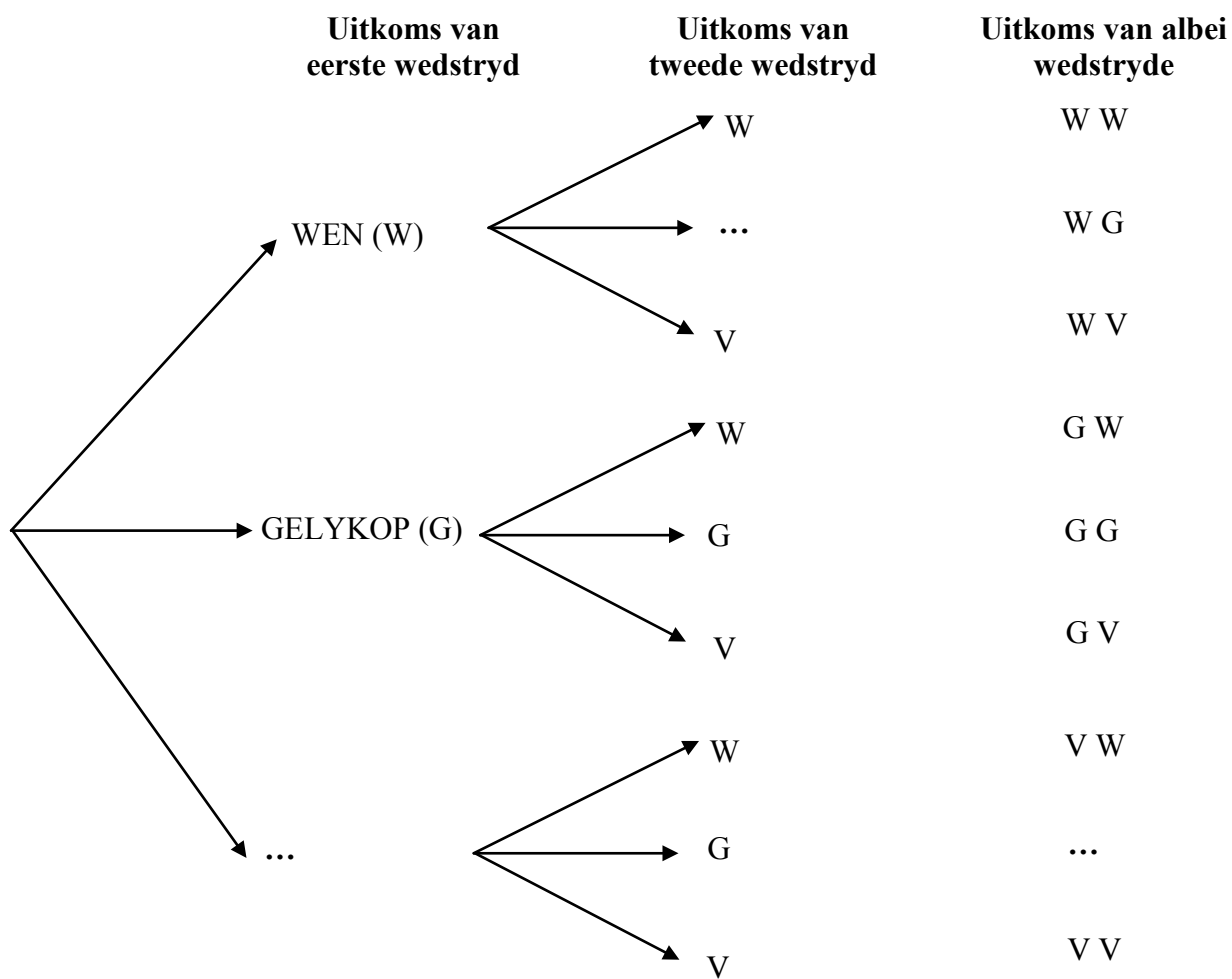 Uitkoms van
eerste wedstryd
Uitkoms van
tweede wedstryd
Uitkoms van albei
wedstryde
W
W W
WEN (W)
...
W G
V
W V
W
G W
GELYKOP (G)
G
G G
V
G V
W
V W
...
G
...
V
V V